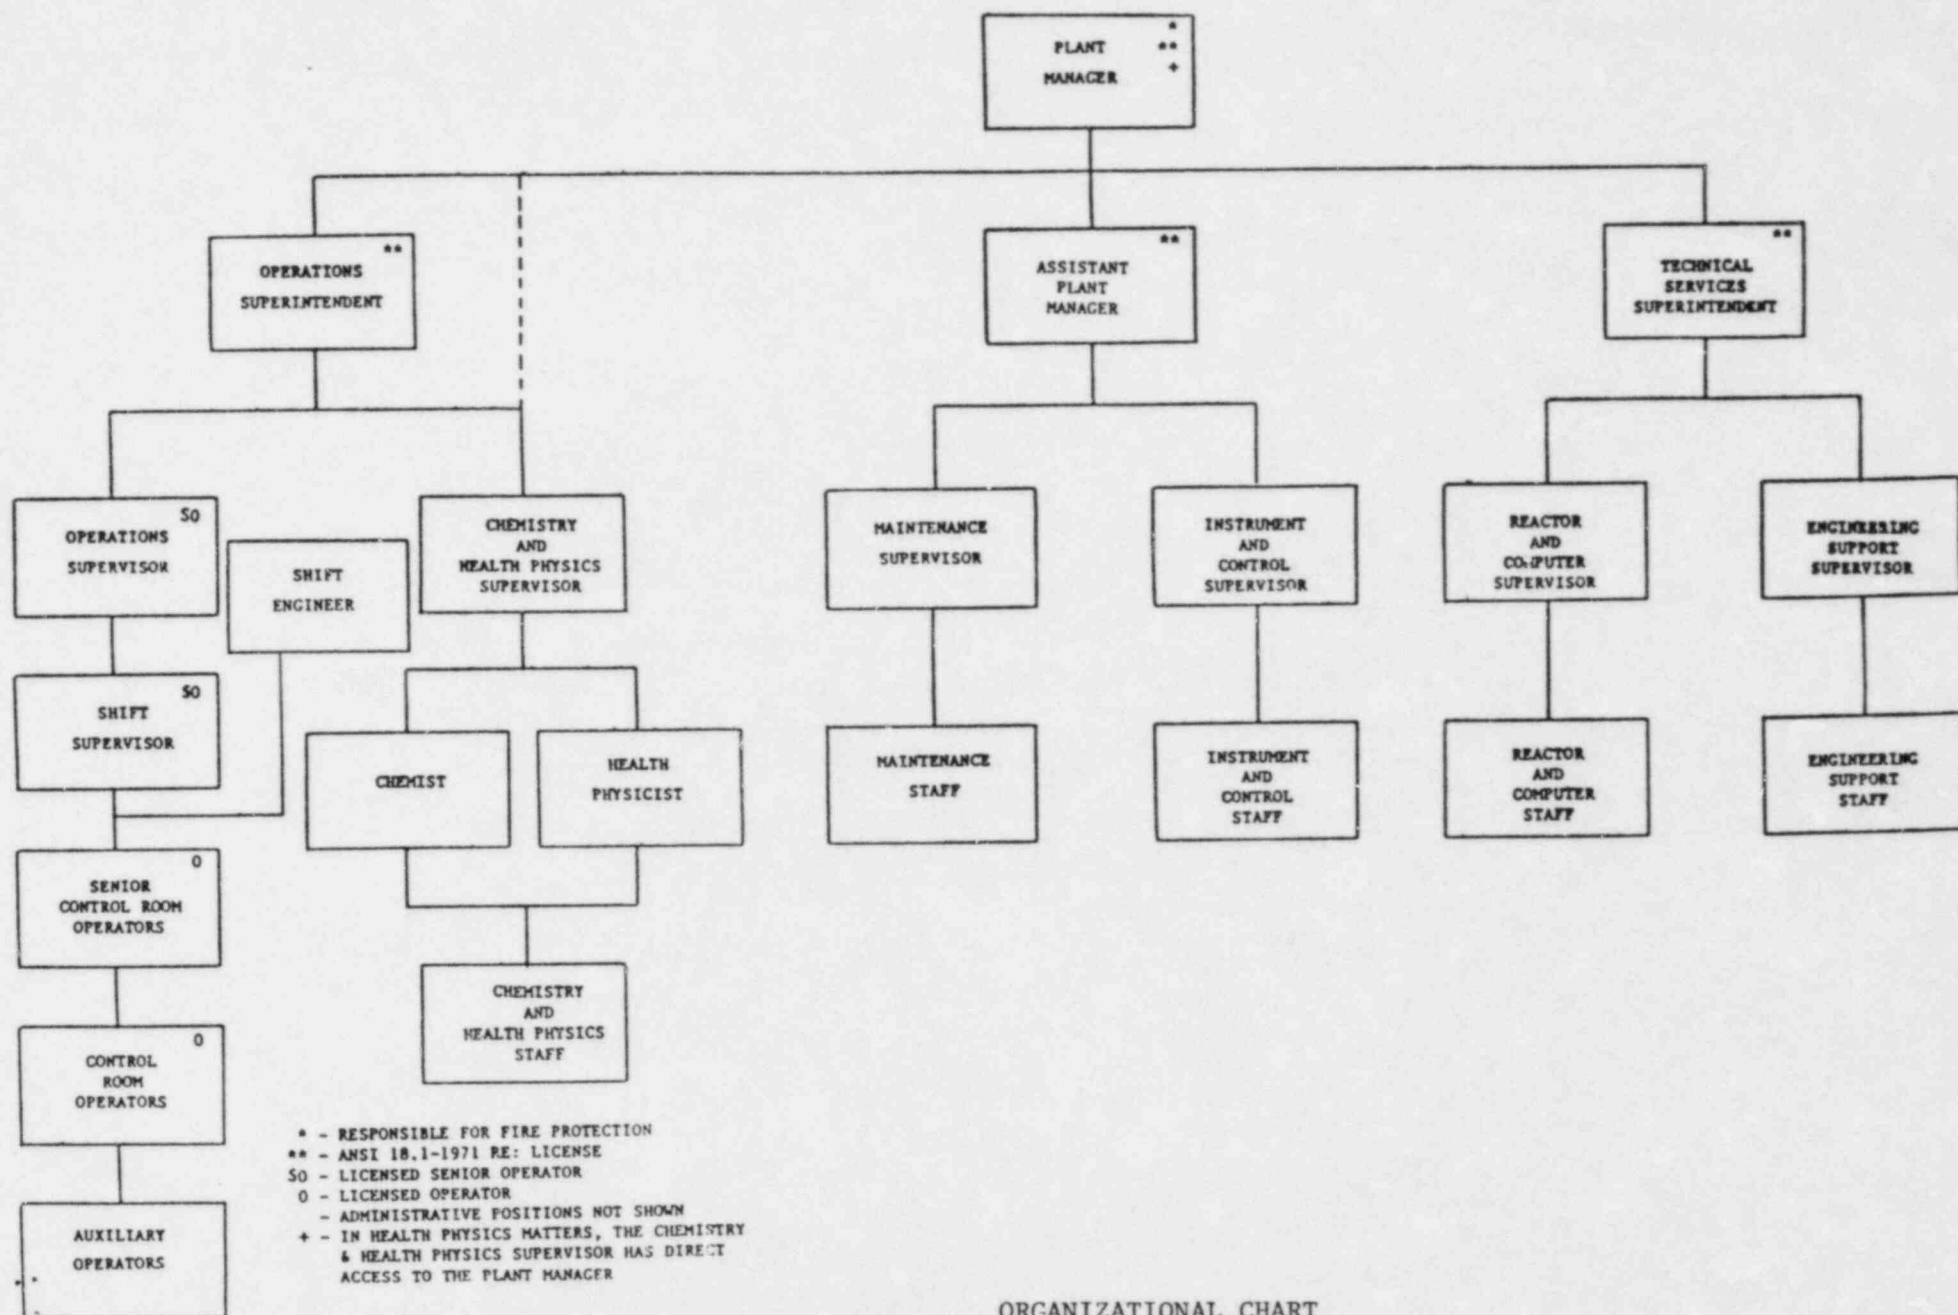 *
PLANT **
MANAGER +
**
OPERATIONS
SUPERINTENDENT
**
ASSISTANT
PLANT
MANAGER
**
TECHNICAL
SERVICES
SUPERINTENDENT
SO
OPERATIONS
SUPERVISOR
SHIFT
ENGINEER
CHEMISTRY
AND
HEALTH PHYSICS
SUPERVISOR
MAINTENANCE
SUPERVISOR
INSTRUMENT
AND
CONTROL
SUPERVISOR
REACTOR
AND
COMPUTER
SUPERVISOR
ENGINEERING
SUPPORT
SUPERVISOR
SO
SHIFT
SUPERVISOR
CHEMIST
HEALTH
PHYSICIST
MAINTENANCE
STAFF
INSTRUMENT
AND
CONTROL
STAFF
REACTOR
AND
COMPUTER
STAFF
ENGINEERING
SUPPORT
STAFF
O
SENIOR
CONTROL ROOM
OPERATORS
CHEMISTRY
AND
HEALTH PHYSICS
STAFF
O
CONTROL
ROOM
OPERATORS
AUXILIARY
OPERATORS
* - RESPONSIBLE FOR FIRE PROTECTION
** - ANSI 18.1-1971 RE: LICENSE
SO - LICENSED SENIOR OPERATOR
O - LICENSED OPERATOR
- ADMINISTRATIVE POSITIONS NOT SHOWN
+ - IN HEALTH PHYSICS MATTERS, THE CHEMISTRY
& HEALTH PHYSICS SUPERVISOR HAS DIRECT
ACCESS TO THE PLANT MANAGER
ORGANIZATIONAL CHART